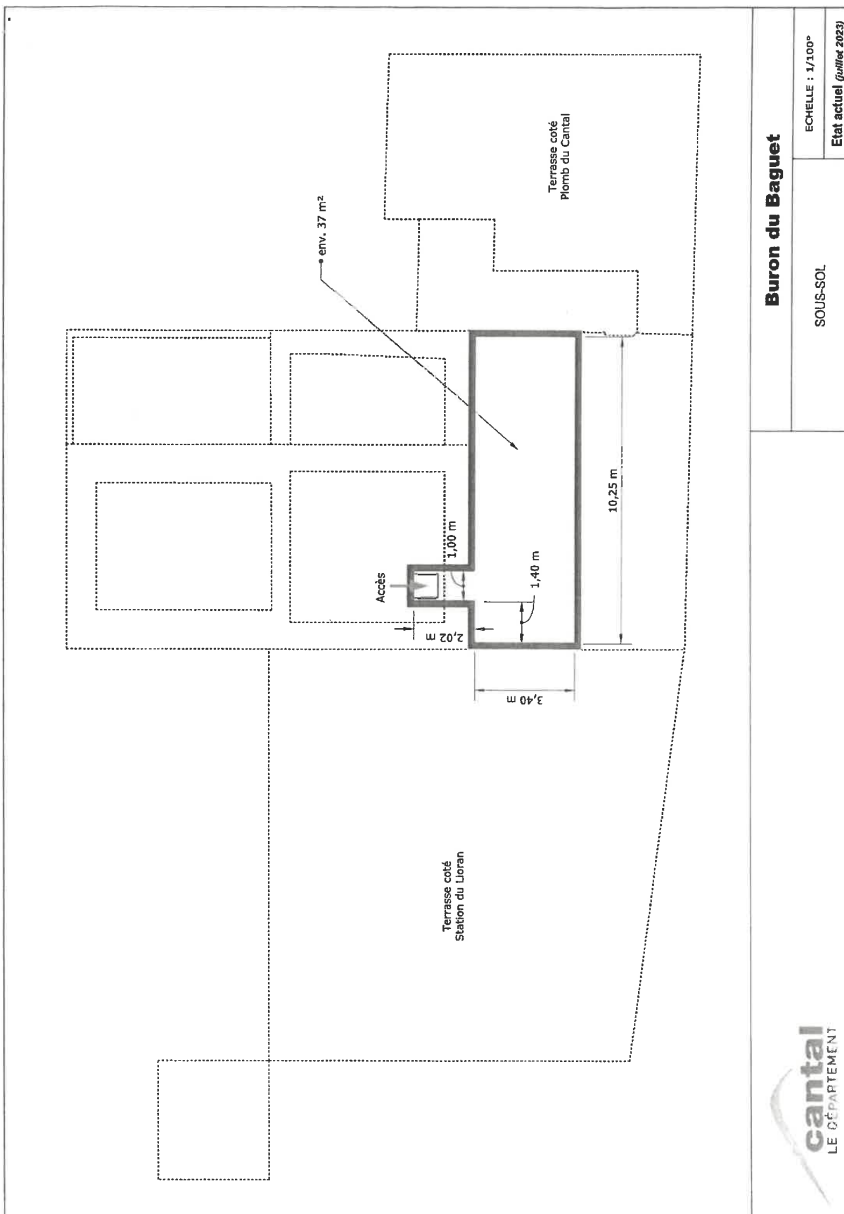 env. 37 m²
Terrasse coté
Plomb du Cantal
Accès
1,00 m
2,02 m
1,40 m
3,40 m
10,25 m
Terrasse coté
Station du Lioran
cantal
LE DÉPARTEMENT
Buron du Baguet
SOUS-SOL
ECHELLE : 1/100°
Etat actuel (juillet 2023)